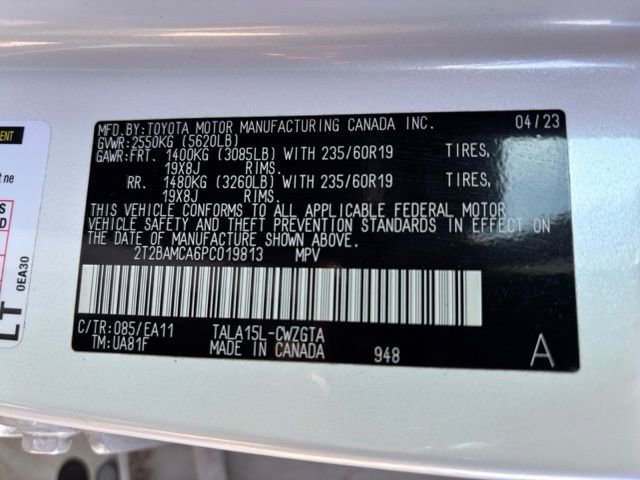 MFD.BY:TOYOTA MOTOR MANUFACTURING CANADA INC. 04/23
GVWR:2550KG (5620LB)
GAWR:FRT. 1400KG (3085LB) WITH 235/60R19 TIRES,
19X8J RIMS.
RR. 1480KG (3260LB) WITH 235/60R19 TIRES,
19X8J RIMS.
THIS VEHICLE CONFORMS TO ALL APPLICABLE FEDERAL MOTOR
VEHICLE SAFETY AND THEFT PREVENTION STANDARDS IN EFFECT ON
THE DATE OF MANUFACTURE SHOWN ABOVE.
2T2BAMCA6PC019813 MPV
C/TR:085/EA11 TALA15L-CWZGTA
TM:UA81F MADE IN CANADA 948 A
0EA30